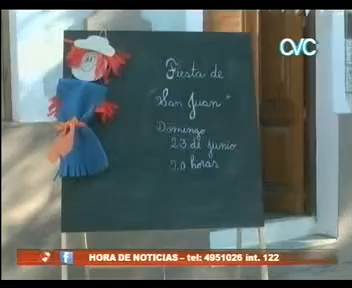 CVC
Fiesta de
"San Juan"
Domingo
23 de junio
20 horas
HORA DE NOTICIAS – tel: 4951026 int. 122